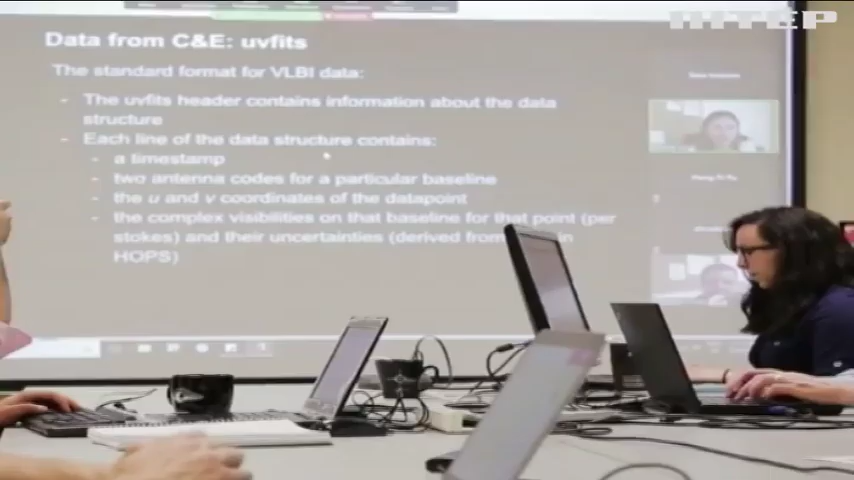 ІНТЕР
Data from C&E: uvfits
The standard format for VLBI data:
- The uvfits header contains information about the data
structure
- Each line of the data structure contains:
- a timestamp
- two antenna codes for a particular baseline
- the u and v coordinates of the datapoint
- the complex visibilities on that baseline for that point (per
stokes) and their uncertainties (derived from in
HOPS)